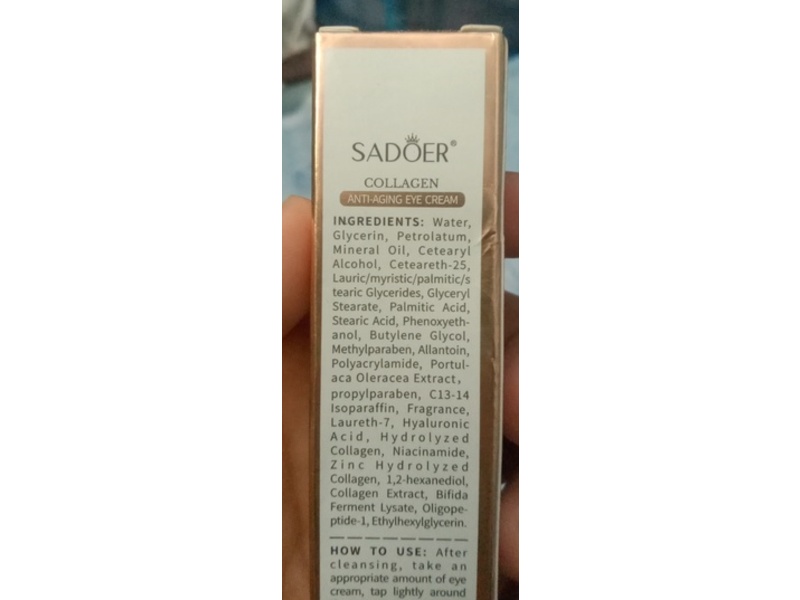 SADOER®
COLLAGEN
ANTI-AGING EYE CREAM
INGREDIENTS: Water,
Glycerin, Petrolatum,
Mineral Oil, Cetearyl
Alcohol, Ceteareth-25,
Lauric/myristic/palmitic/s
tearic Glycerides, Glyceryl
Stearate, Palmitic Acid,
Stearic Acid, Phenoxyeth-
anol, Butylene Glycol,
Methylparaben, Allantoin,
Polyacrylamide, Portul-
aca Oleracea Extract,
propylparaben, C13-14
Isoparaffin, Fragrance,
Laureth-7, Hyaluronic
Acid, Hydrolyzed
Collagen, Niacinamide,
Zinc Hydrolyzed
Collagen, 1,2-hexanediol,
Collagen Extract, Bifida
Ferment Lysate, Oligope-
ptide-1, Ethylhexylglycerin.
HOW TO USE: After
cleansing, take an
appropriate amount of eye
cream, tap lightly around